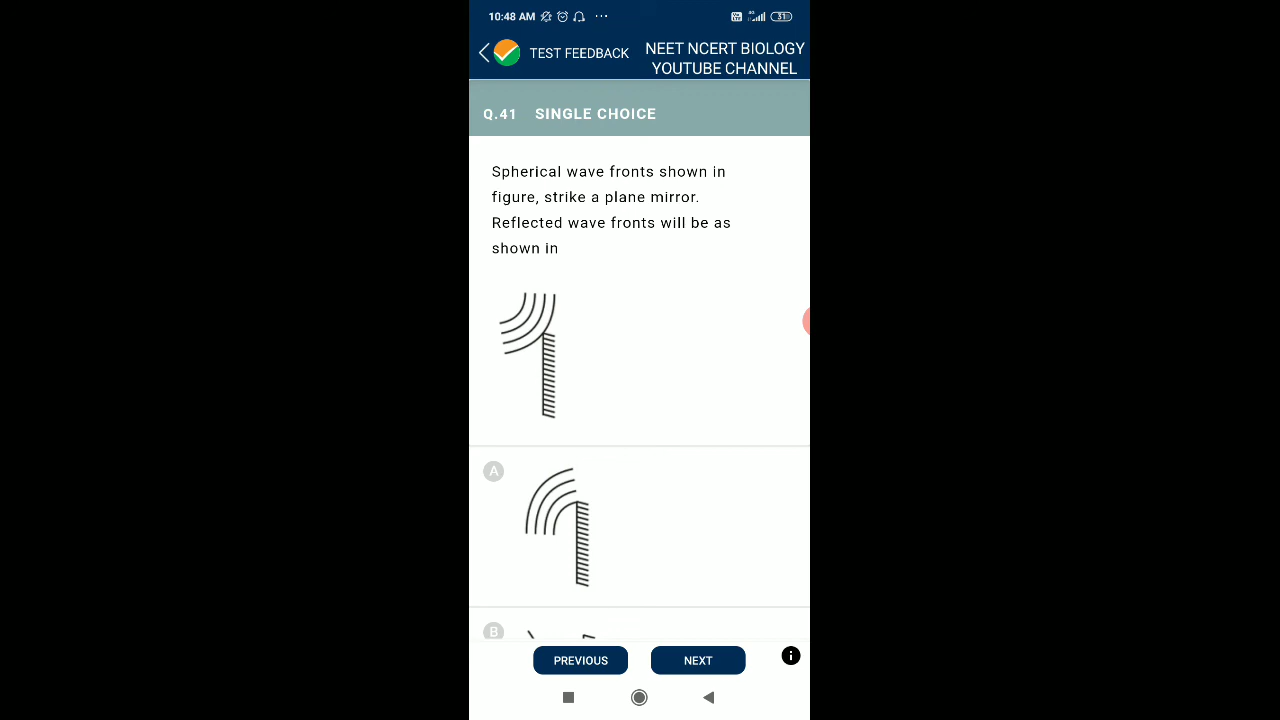 10:48 AM ... 31
TEST FEEDBACK
NEET NCERT BIOLOGY
YOUTUBE CHANNEL
Q.41 SINGLE CHOICE
Spherical wave fronts shown in
figure, strike a plane mirror.
Reflected wave fronts will be as
shown in
A
B
PREVIOUS NEXT